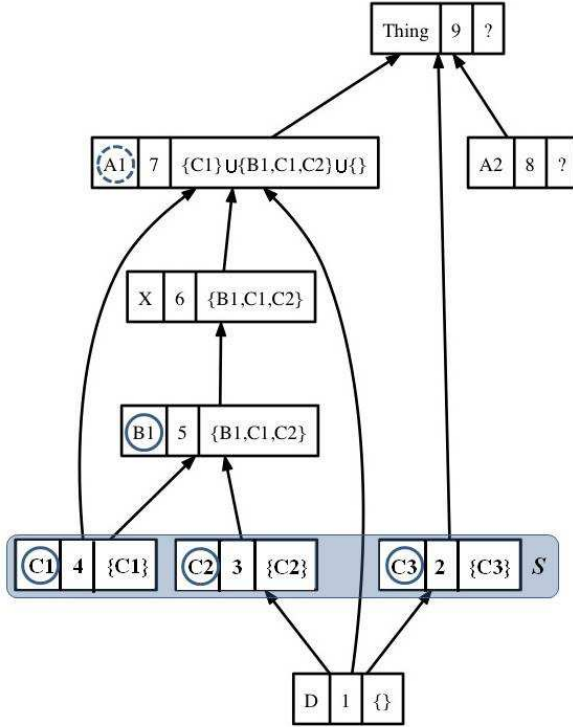 Thing 9 ?
A1 7 {C1}∪{B1,C1,C2}∪{}
A2 8 ?
X 6 {B1,C1,C2}
B1 5 {B1,C1,C2}
C1 4 {C1}
C2 3 {C2}
C3 2 {C3}
S
D 1 {}